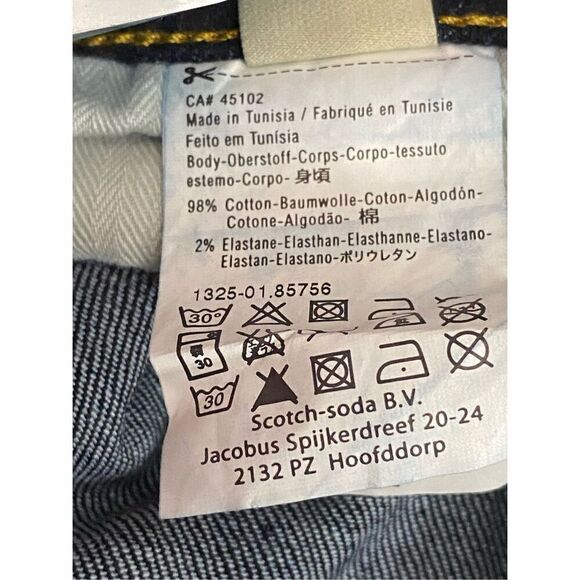 CA# 45102
Made in Tunisia / Fabriqué en Tunisie
Feito em Tunísia
Body-Oberstoff-Corps-Corpo-tessuto
estemo-Corpo- 身頃
98% Cotton-Baumwolle-Coton-Algodón-
Cotone-Algodão- 棉
2% Elastane-Elasthan-Elasthanne-Elastano-
Elastan-Elastano-ポリウレタン
1325-01.85756
30°
30
30
Scotch-soda B.V.
Jacobus Spijkerdreef 20-24
2132 PZ Hoofddorp